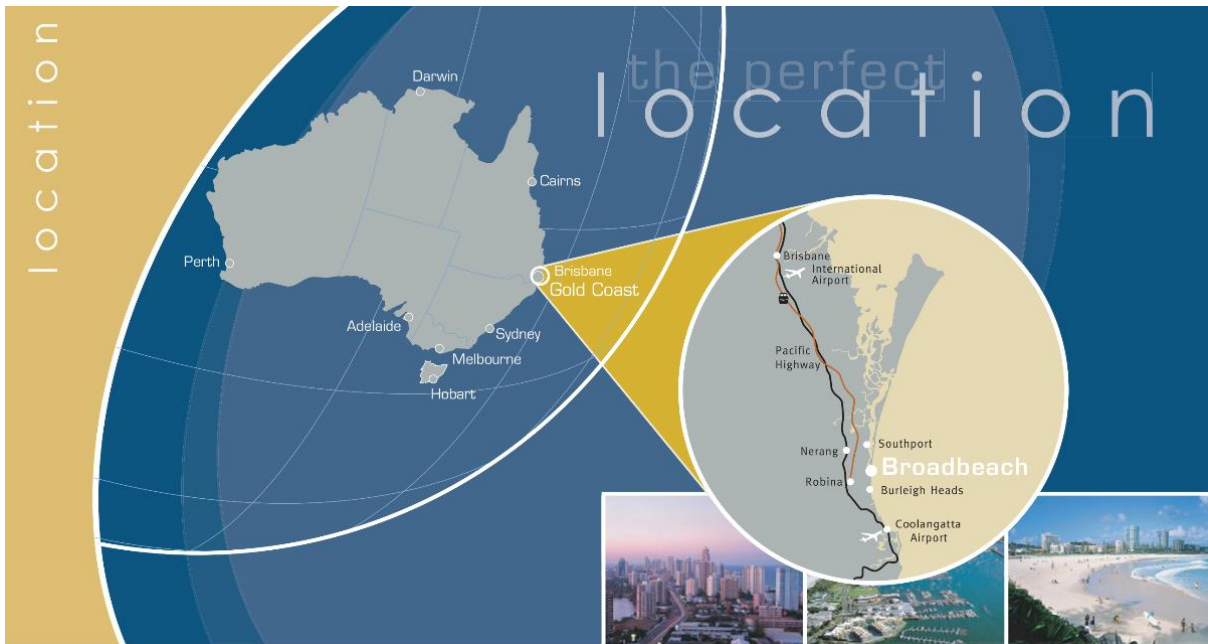 location
the perfect
location
Darwin
Cairns
Perth
Brisbane
Gold Coast
Adelaide
Sydney
Melbourne
Hobart
Brisbane
International
Airport
Pacific
Highway
Southport
Nerang
Broadbeach
Robina
Burleigh Heads
Coolangatta
Airport